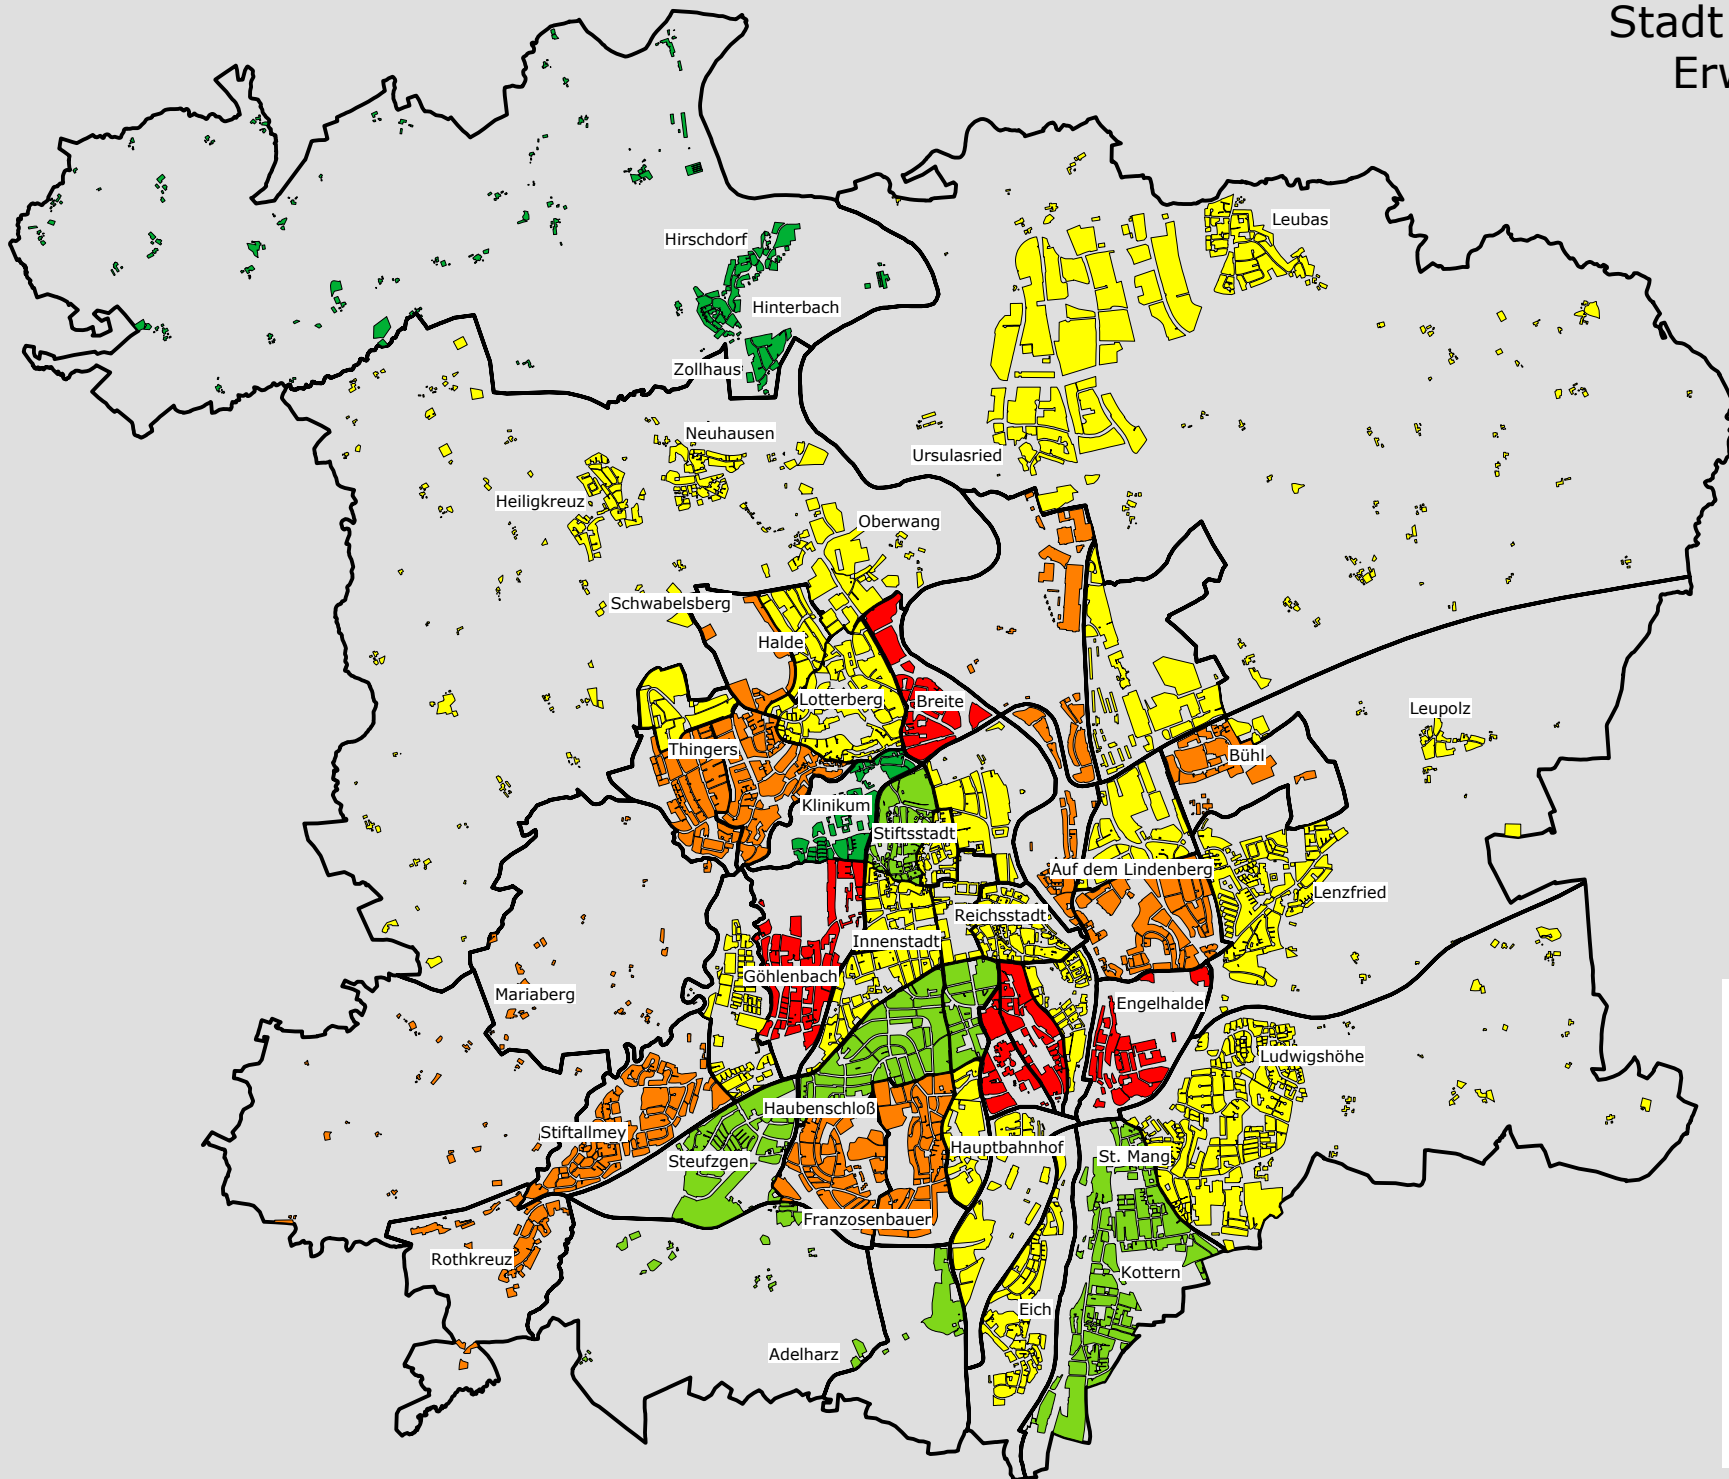 Stadt
Erw
Leubas
Hirschdorf
Hinterbach
Zollhaus
Neuhausen
Ursulasried
Heiligkreuz
Oberwang
Schwabelsberg
Halde
Lotterberg
Breite
Leupolz
Thingers
Bühl
Klinikum
Stiftsstadt
Auf dem Lindenberg
Lenzfried
Reichsstadt
Innenstadt
Göhlenbach
Mariaberg
Engelhalde
Ludwigshöhe
Haubenschloß
Stiftallmey
Hauptbahnhof
St. Mang
Steufzgen
Franzosenbauer
Rothkreuz
Kottern
Eich
Adelharz